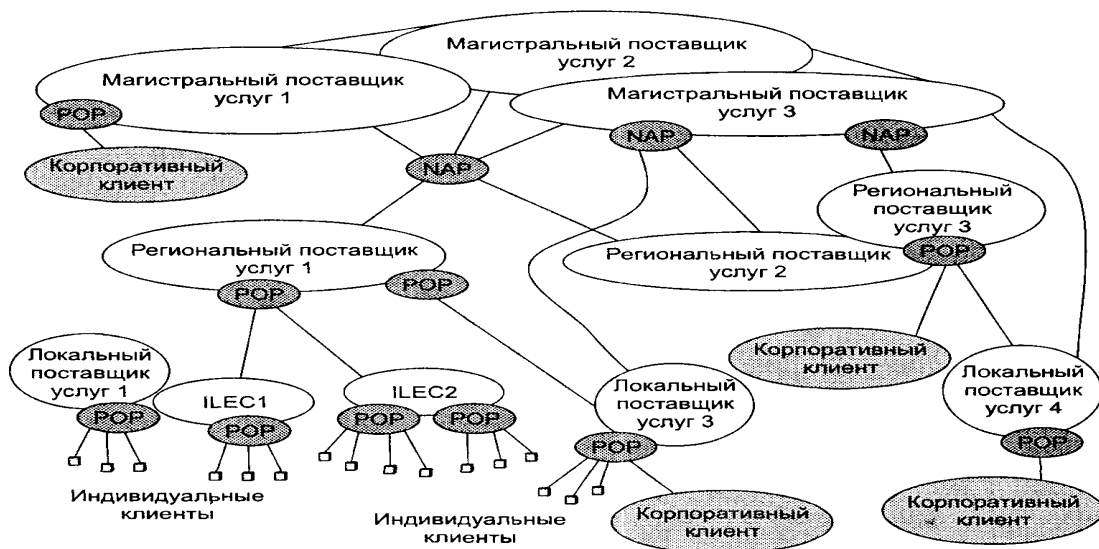 Магистральный поставщик
услуг 2
Магистральный поставщик
услуг 1
Магистральный поставщик
услуг 3
POP
NAP
NAP
NAP
Корпоративный
клиент
Региональный
поставщик
услуг 3
POP
Региональный поставщик
услуг 1
POP
POP
Региональный поставщик
услуг 2
Локальный
поставщик
услуг 1
POP
ILEC1
POP
ILEC2
POP
POP
Корпоративный
клиент
Локальный
поставщик
услуг 3
POP
Локальный
поставщик
услуг 4
POP
Индивидуальные
клиенты
Индивидуальные
клиенты
Корпоративный
клиент
Корпоративный
клиент